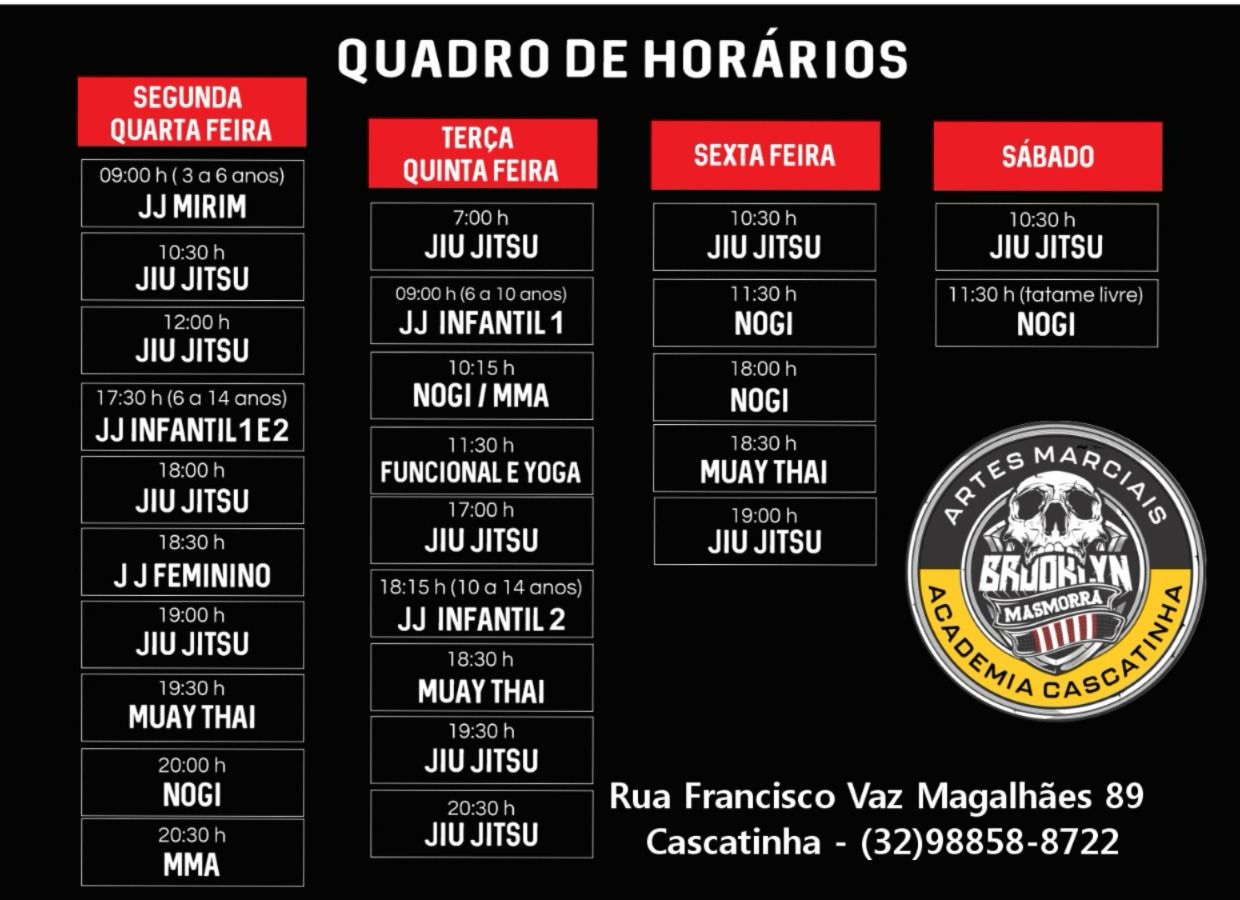 QUADRO DE HORÁRIOS
SEGUNDA
QUARTA FEIRA
09:00 h ( 3 a 6 anos)
JJ MIRIM
10:30 h
JIU JITSU
12:00 h
JIU JITSU
17:30 h (6 a 14 anos)
JJ INFANTIL 1 E 2
18:00 h
JIU JITSU
18:30 h
J J FEMININO
19:00 h
JIU JITSU
19:30 h
MUAY THAI
20:00 h
NOGI
20:30 h
MMA
TERÇA
QUINTA FEIRA
7:00 h
JIU JITSU
09:00 h (6 a 10 anos)
JJ INFANTIL 1
10:15 h
NOGI / MMA
11:30 h
FUNCIONAL E YOGA
17:00 h
JIU JITSU
18:15 h (10 a 14 anos)
JJ INFANTIL 2
18:30 h
MUAY THAI
19:30 h
JIU JITSU
20:30 h
JIU JITSU
SEXTA FEIRA
10:30 h
JIU JITSU
11:30 h
NOGI
18:00 h
NOGI
18:30 h
MUAY THAI
19:00 h
JIU JITSU
SÁBADO
10:30 h
JIU JITSU
11:30 h (tatame livre)
NOGI
ARTES MARCIAIS
BROOKLYN
MASMORRA
ACADEMIA CASCATINHA
Rua Francisco Vaz Magalhães 89
Cascatinha - (32)98858-8722